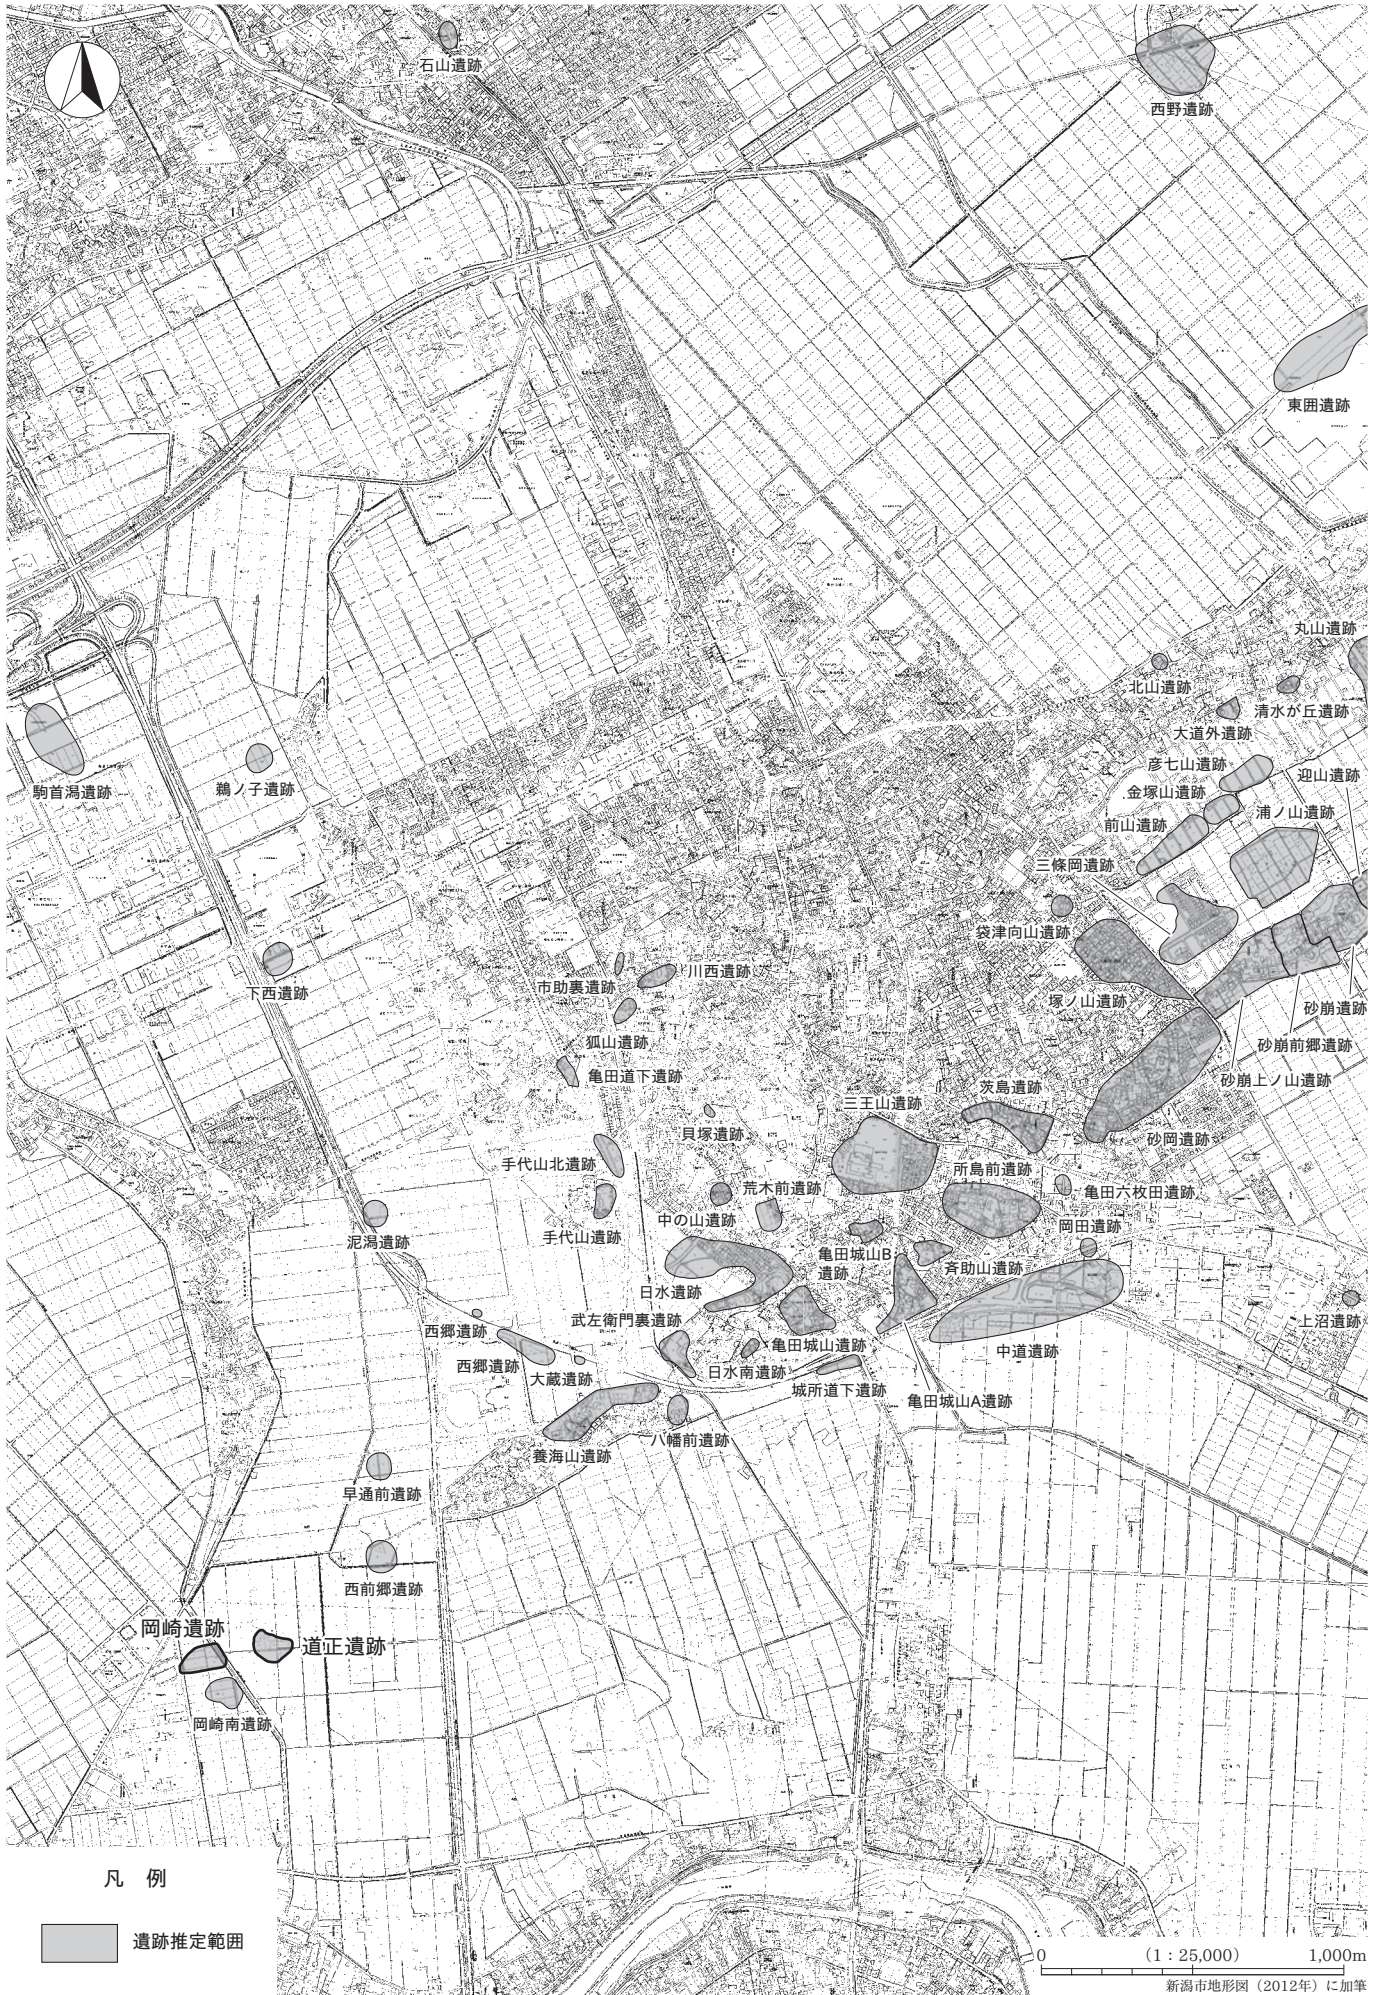 石山遺跡
西野遺跡
東囲遺跡
丸山遺跡
北山遺跡
清水が丘遺跡
大道外遺跡
彦七山遺跡
迎山遺跡
金塚山遺跡
浦ノ山遺跡
前山遺跡
三條岡遺跡
駒首潟遺跡
鵜ノ子遺跡
袋津向山遺跡
塚ノ山遺跡
砂崩遺跡
砂崩前郷遺跡
砂崩上ノ山遺跡
砂岡遺跡
下西遺跡
川西遺跡
市助裏遺跡
狐山遺跡
亀田道下遺跡
茨島遺跡
三王山遺跡
貝塚遺跡
手代山北遺跡
所島前遺跡
荒木前遺跡
亀田六枚田遺跡
中の山遺跡
岡田遺跡
手代山遺跡
泥潟遺跡
亀田城山B
遺跡
斉助山遺跡
日水遺跡
武左衛門裏遺跡
西郷遺跡
上沼遺跡
亀田城山遺跡
中道遺跡
西郷遺跡
日水南遺跡
大蔵遺跡
城所道下遺跡
亀田城山A遺跡
八幡前遺跡
養海山遺跡
早通前遺跡
西前郷遺跡
岡崎遺跡
道正遺跡
岡崎南遺跡
凡 例
遺跡推定範囲
0 (1:25,000) 1,000m
新潟市地形図(2012年)に加筆